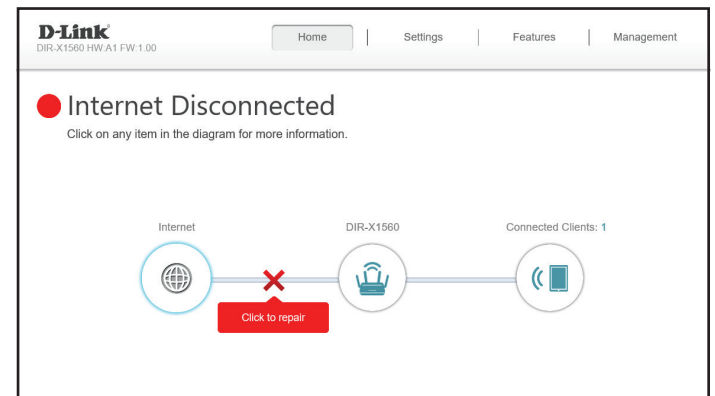 D-Link
DIR-X1560 HW:A1 FW:1.00
Home | Settings | Features | Management
Internet Disconnected
Click on any item in the diagram for more information.
Internet DIR-X1560 Connected Clients: 1
Click to repair